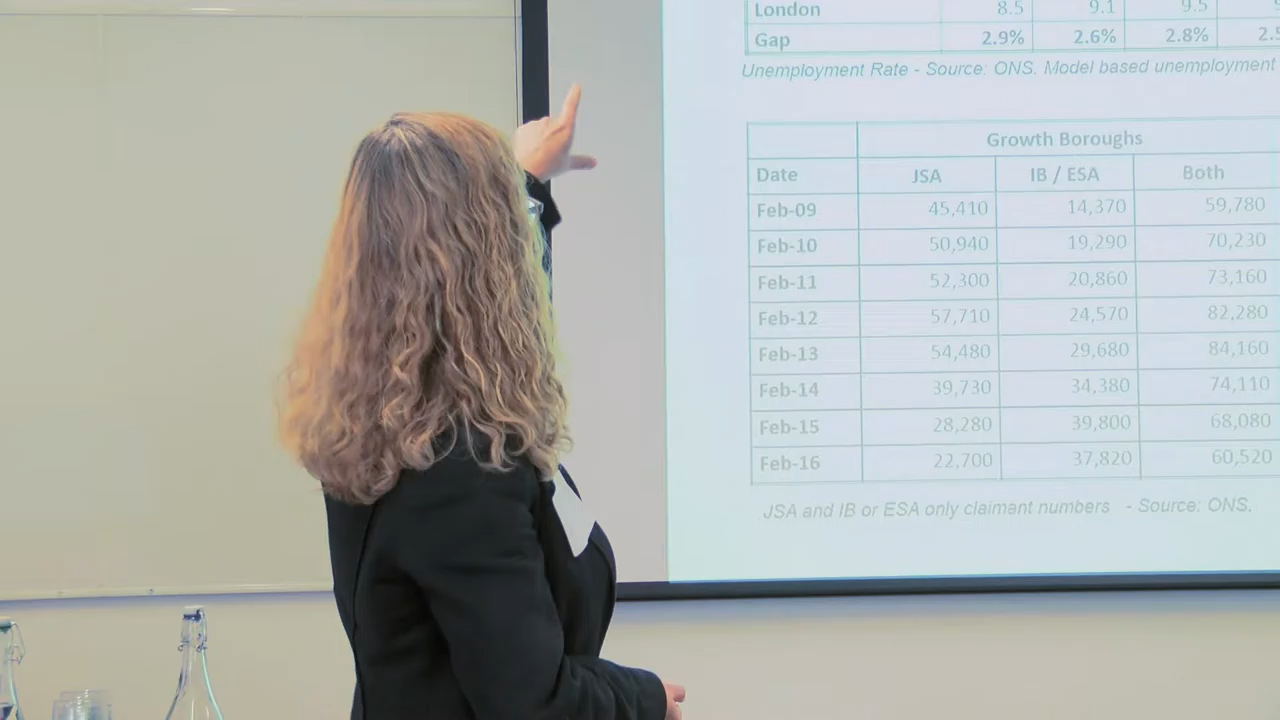 London 8.5 9.1 9.5
Gap 2.9% 2.6% 2.8%
Unemployment Rate - Source: ONS. Model based unemployment
Growth Boroughs
Date JSA IB / ESA Both
Feb-09 45,410 14,370 59,780
Feb-10 50,940 19,290 70,230
Feb-11 52,300 20,860 73,160
Feb-12 57,710 24,570 82,280
Feb-13 54,480 29,680 84,160
Feb-14 39,730 34,380 74,110
Feb-15 28,280 39,800 68,080
Feb-16 22,700 37,820 60,520
JSA and IB or ESA only claimant numbers - Source: ONS.